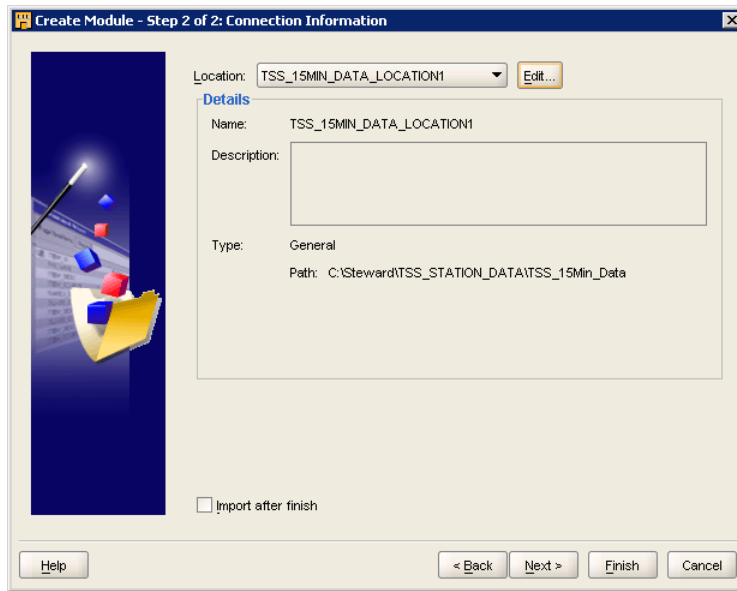 Create Module - Step 2 of 2: Connection Information
Location: TSS_15MIN_DATA_LOCATION1 Edit...
Details
Name: TSS_15MIN_DATA_LOCATION1
Description:
Type: General
Path: C:\Steward\TSS_STATION_DATA\TSS_15Min_Data
Import after finish
Help < Back Next > Finish Cancel